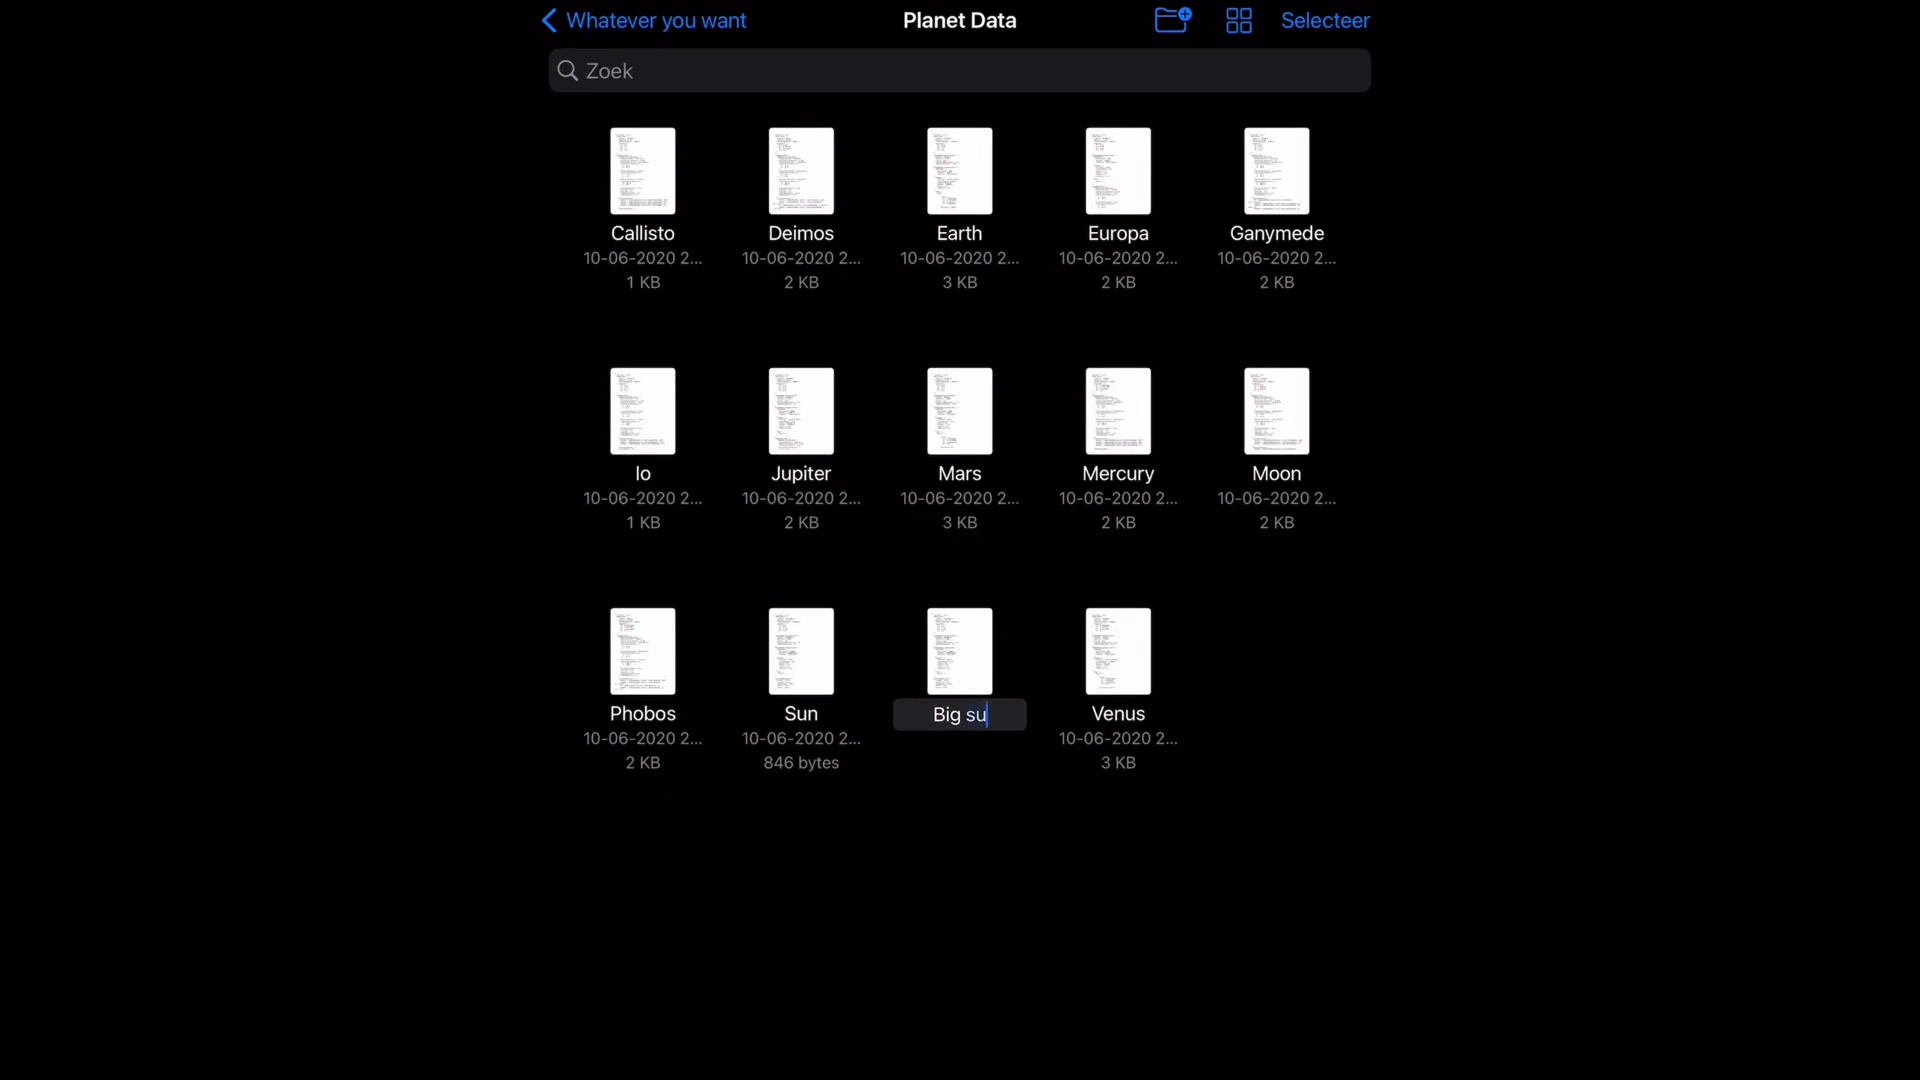 Whatever you want
Planet Data
Selecteer
Zoek
Callisto
10-06-2020 2...
1 KB
Deimos
10-06-2020 2...
2 KB
Earth
10-06-2020 2...
3 KB
Europa
10-06-2020 2...
2 KB
Ganymede
10-06-2020 2...
2 KB
Io
10-06-2020 2...
1 KB
Jupiter
10-06-2020 2...
2 KB
Mars
10-06-2020 2...
3 KB
Mercury
10-06-2020 2...
2 KB
Moon
10-06-2020 2...
2 KB
Phobos
10-06-2020 2...
2 KB
Sun
10-06-2020 2...
846 bytes
Big su
Venus
10-06-2020 2...
3 KB